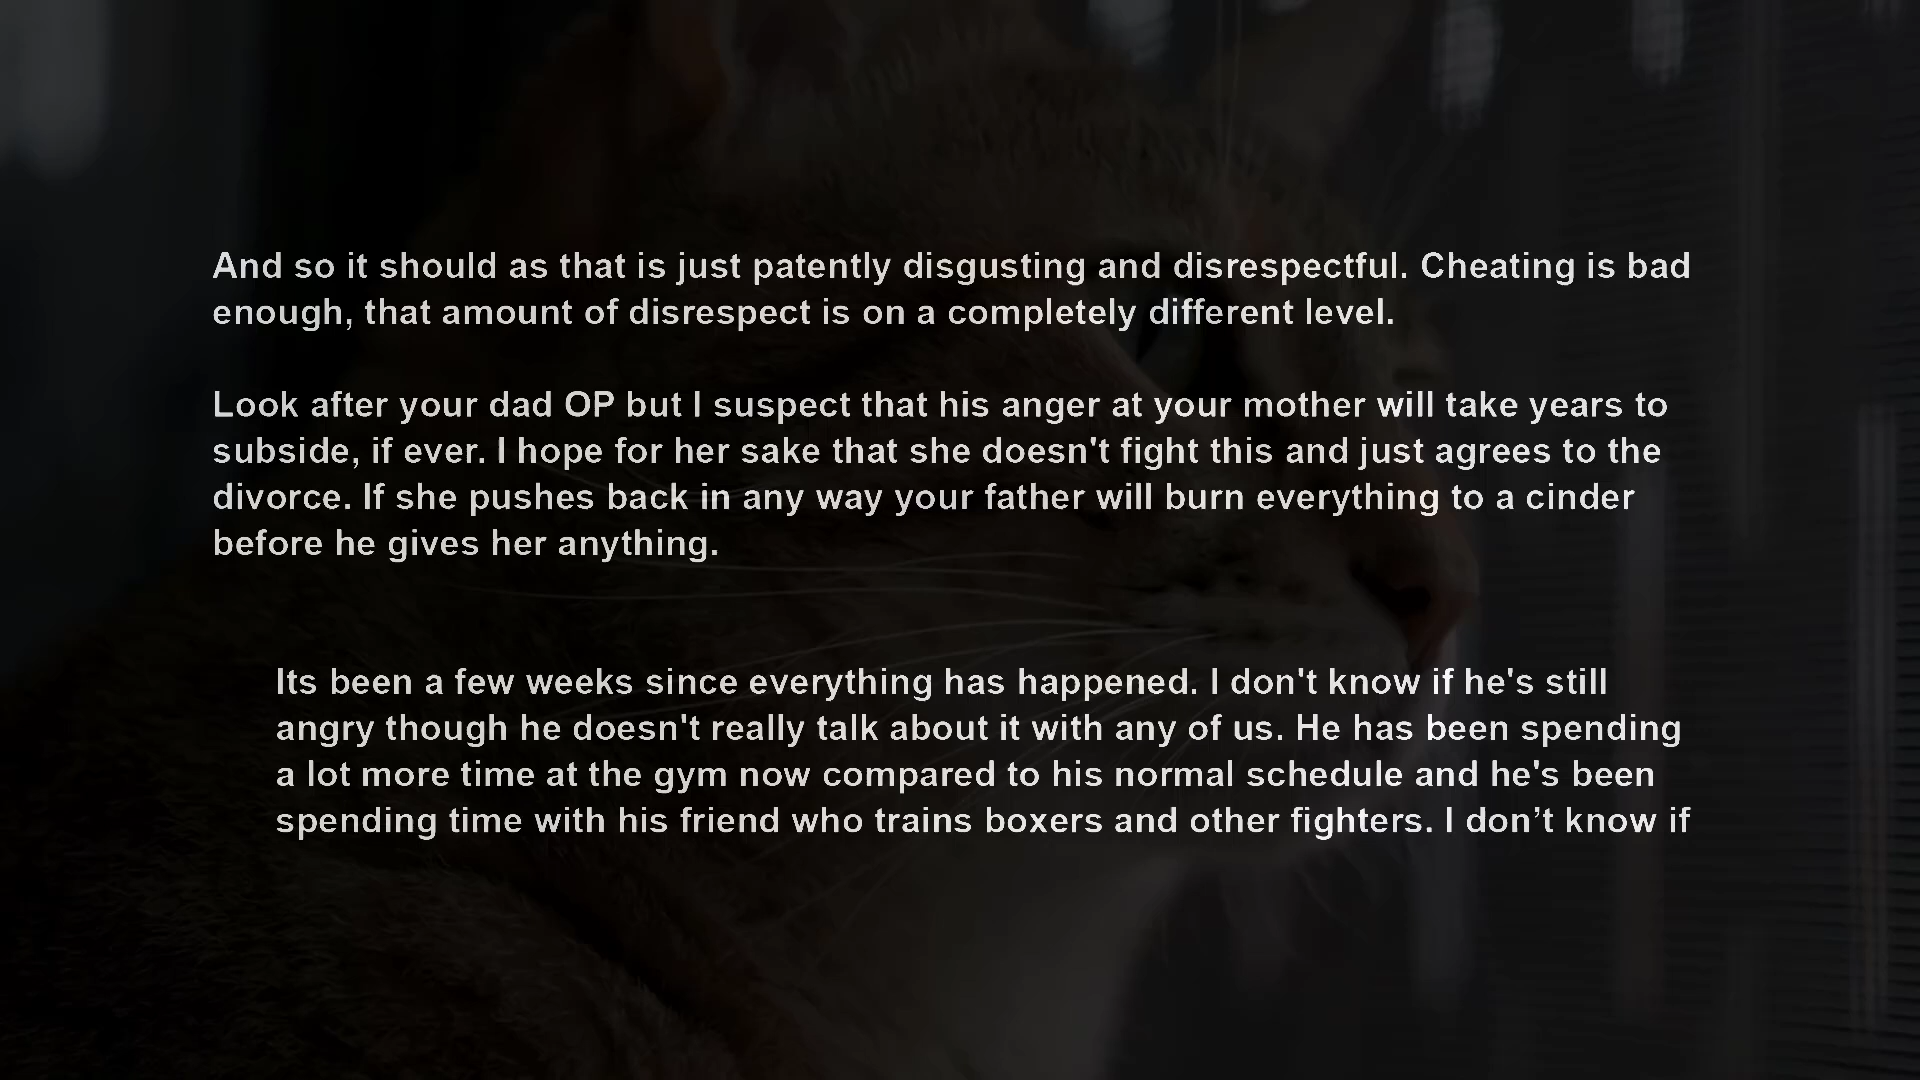 And so it should as that is just patently disgusting and disrespectful. Cheating is bad
enough, that amount of disrespect is on a completely different level.
Look after your dad OP but I suspect that his anger at your mother will take years to
subside, if ever. I hope for her sake that she doesn't fight this and just agrees to the
divorce. If she pushes back in any way your father will burn everything to a cinder
before he gives her anything.
Its been a few weeks since everything has happened. I don't know if he's still
angry though he doesn't really talk about it with any of us. He has been spending
a lot more time at the gym now compared to his normal schedule and he's been
spending time with his friend who trains boxers and other fighters. I don’t know if